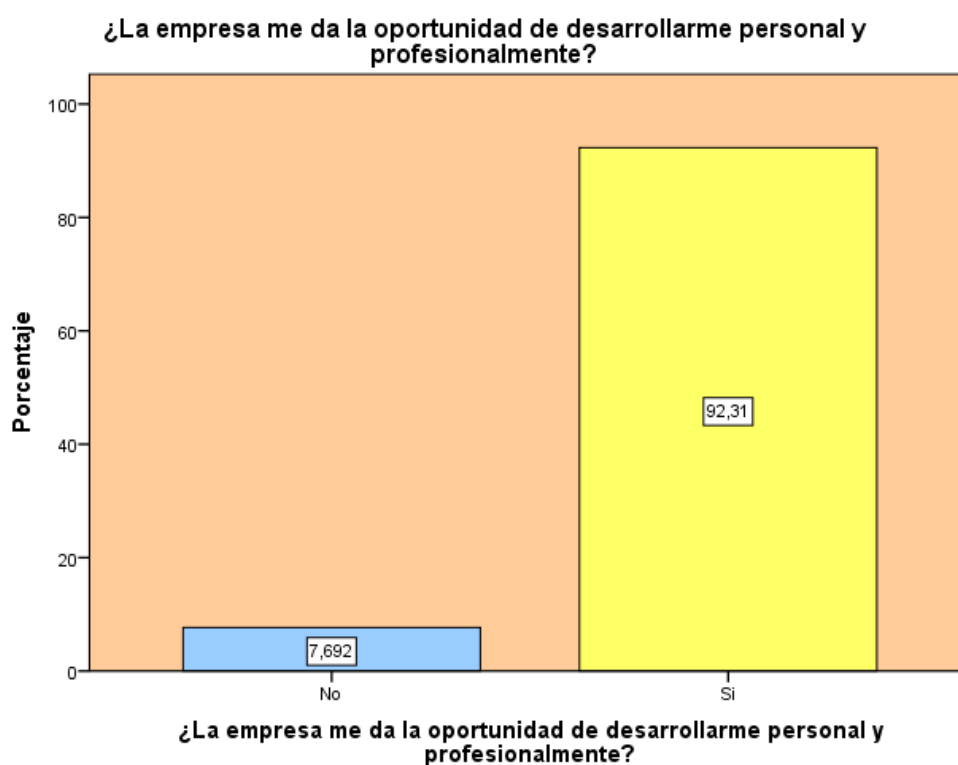 ¿La empresa me da la oportunidad de desarrollarme personal y
profesionalmente?
100
80
60
40
20
0
Porcentaje
7,692
92,31
No
Si
¿La empresa me da la oportunidad de desarrollarme personal y
profesionalmente?